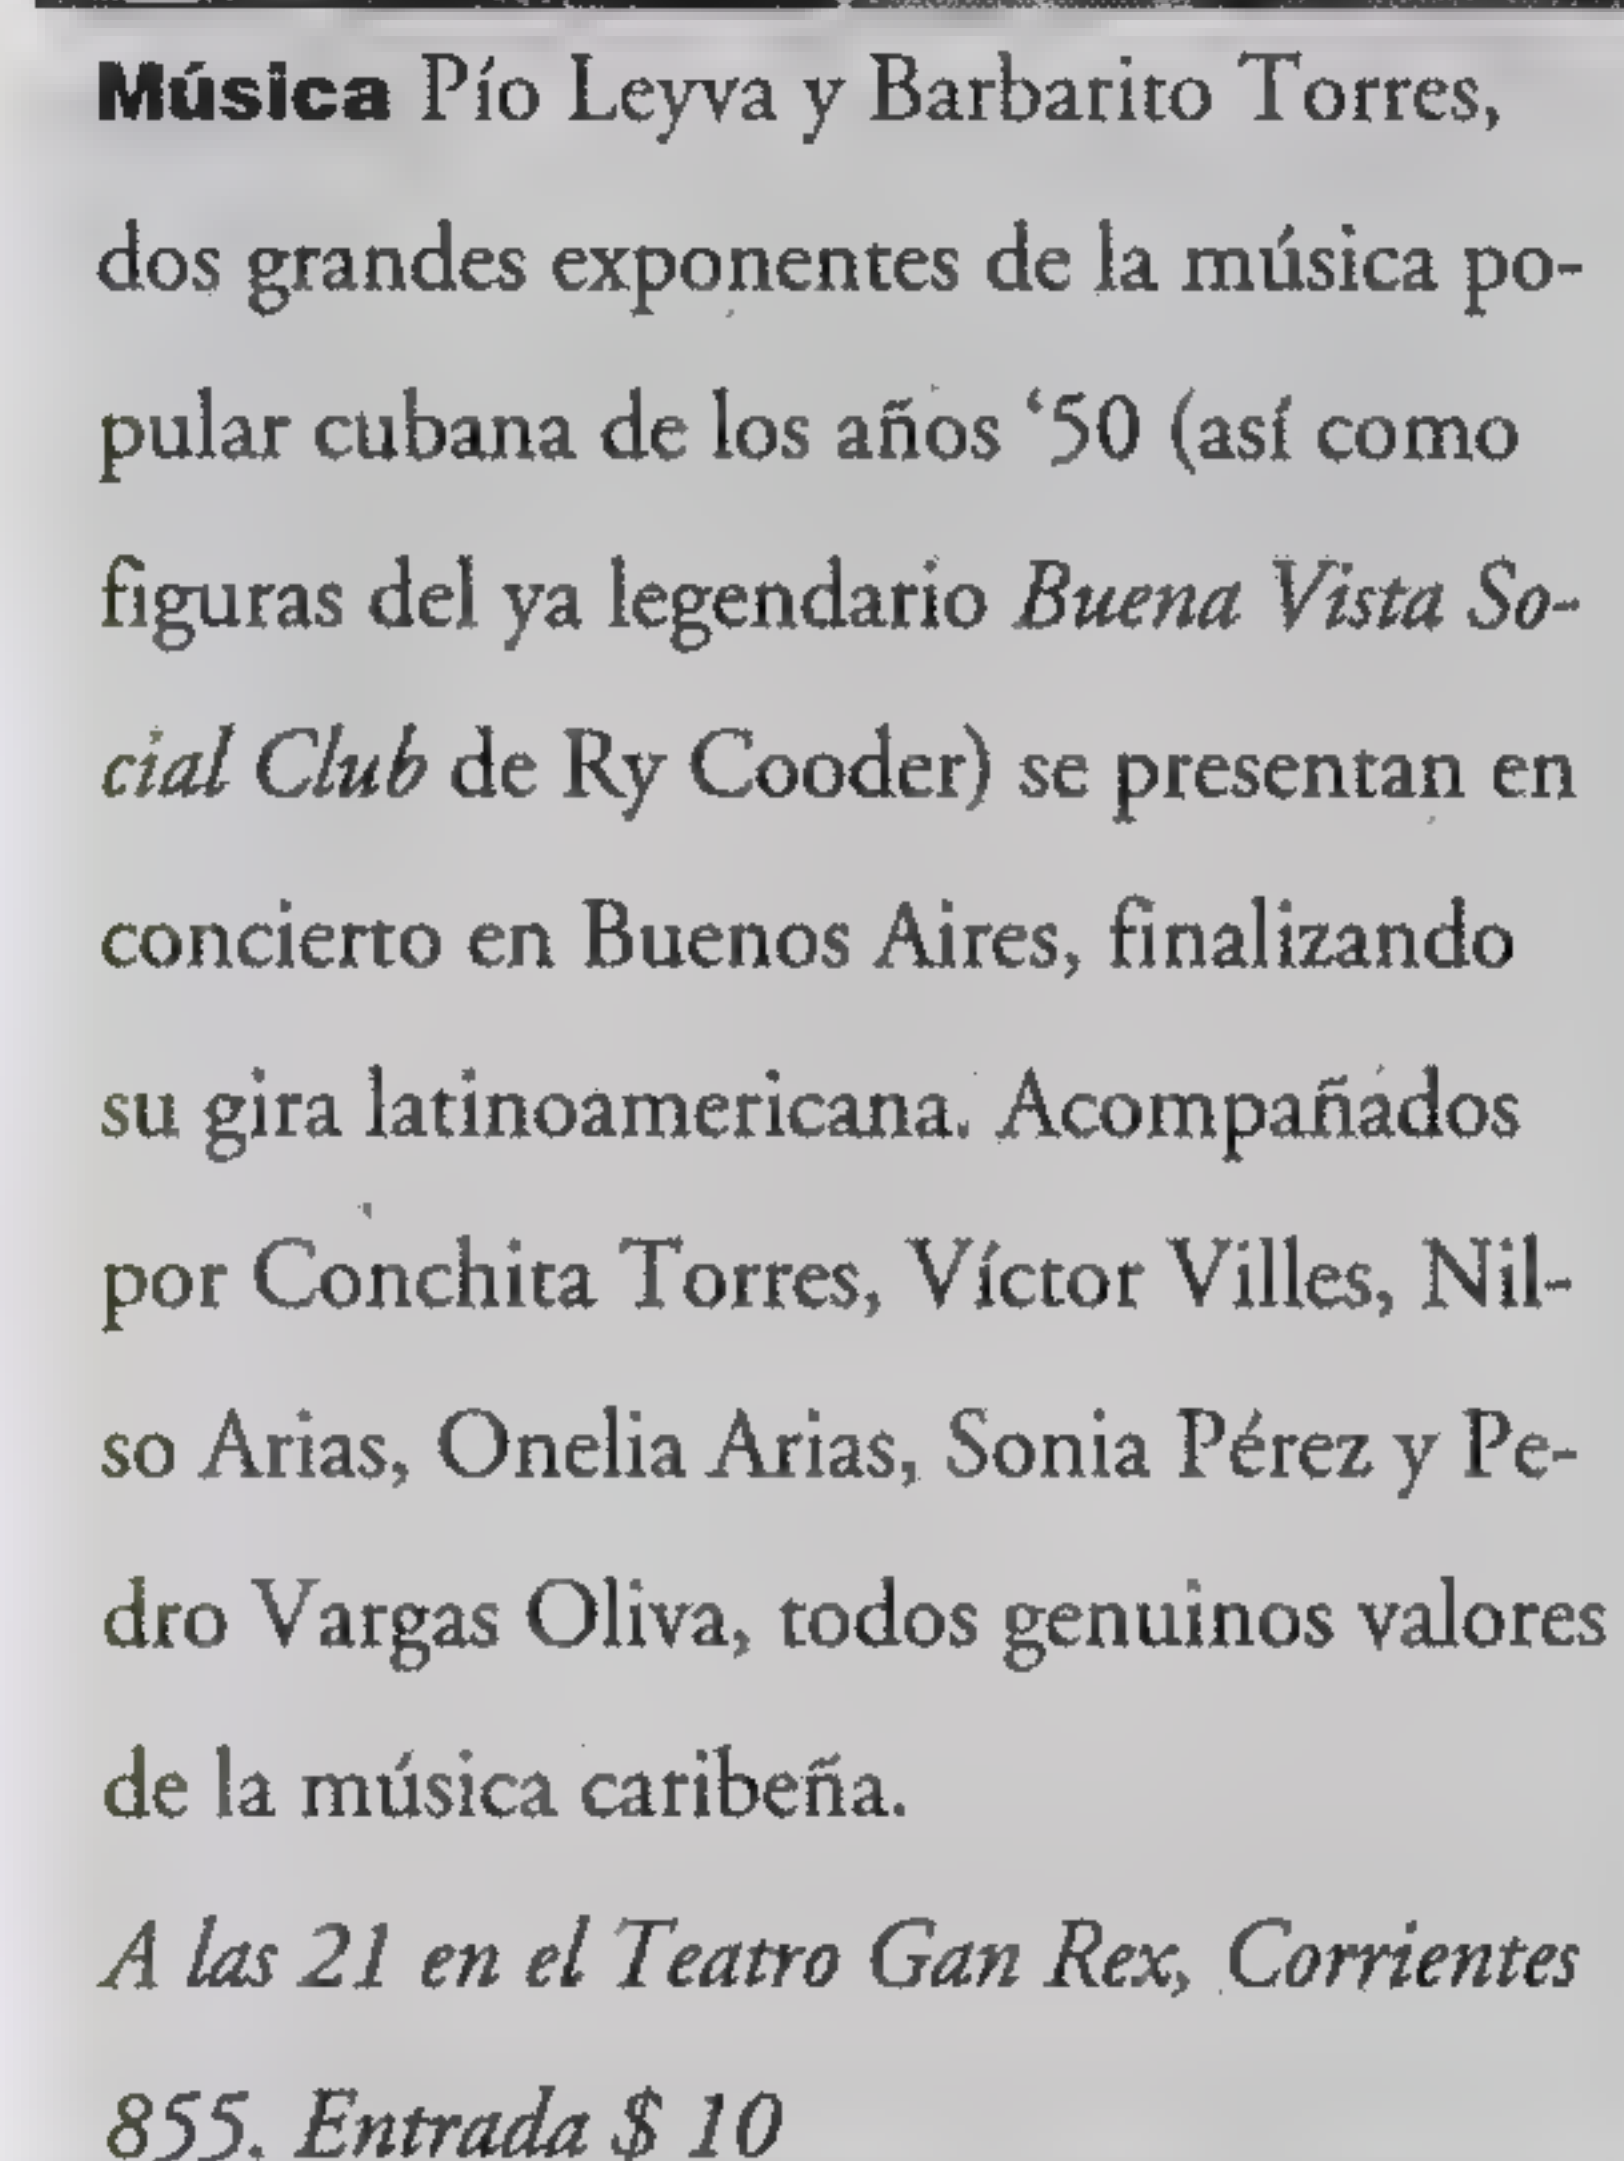 Música Pío Leyva y Barbarito Torres,
dos grandes exponentes de la música po-
pular cubana de los años ‘50 (así como
figuras del ya legendario Buena Vista So-
cial Club de Ry Cooder) se presentan en
concierto en Buenos Aires, finalizando
su gira latinoamericana. Acompañados
por Conchita Torres, Víctor Villes, Nil-
so Arias, Onelia Arias, Sonia Pérez y Pe-
dro Vargas Oliva, todos genuinos valores
de la música caribeña.
A las 21 en el Teatro Gan Rex, Corrientes
855. Entrada $ 10